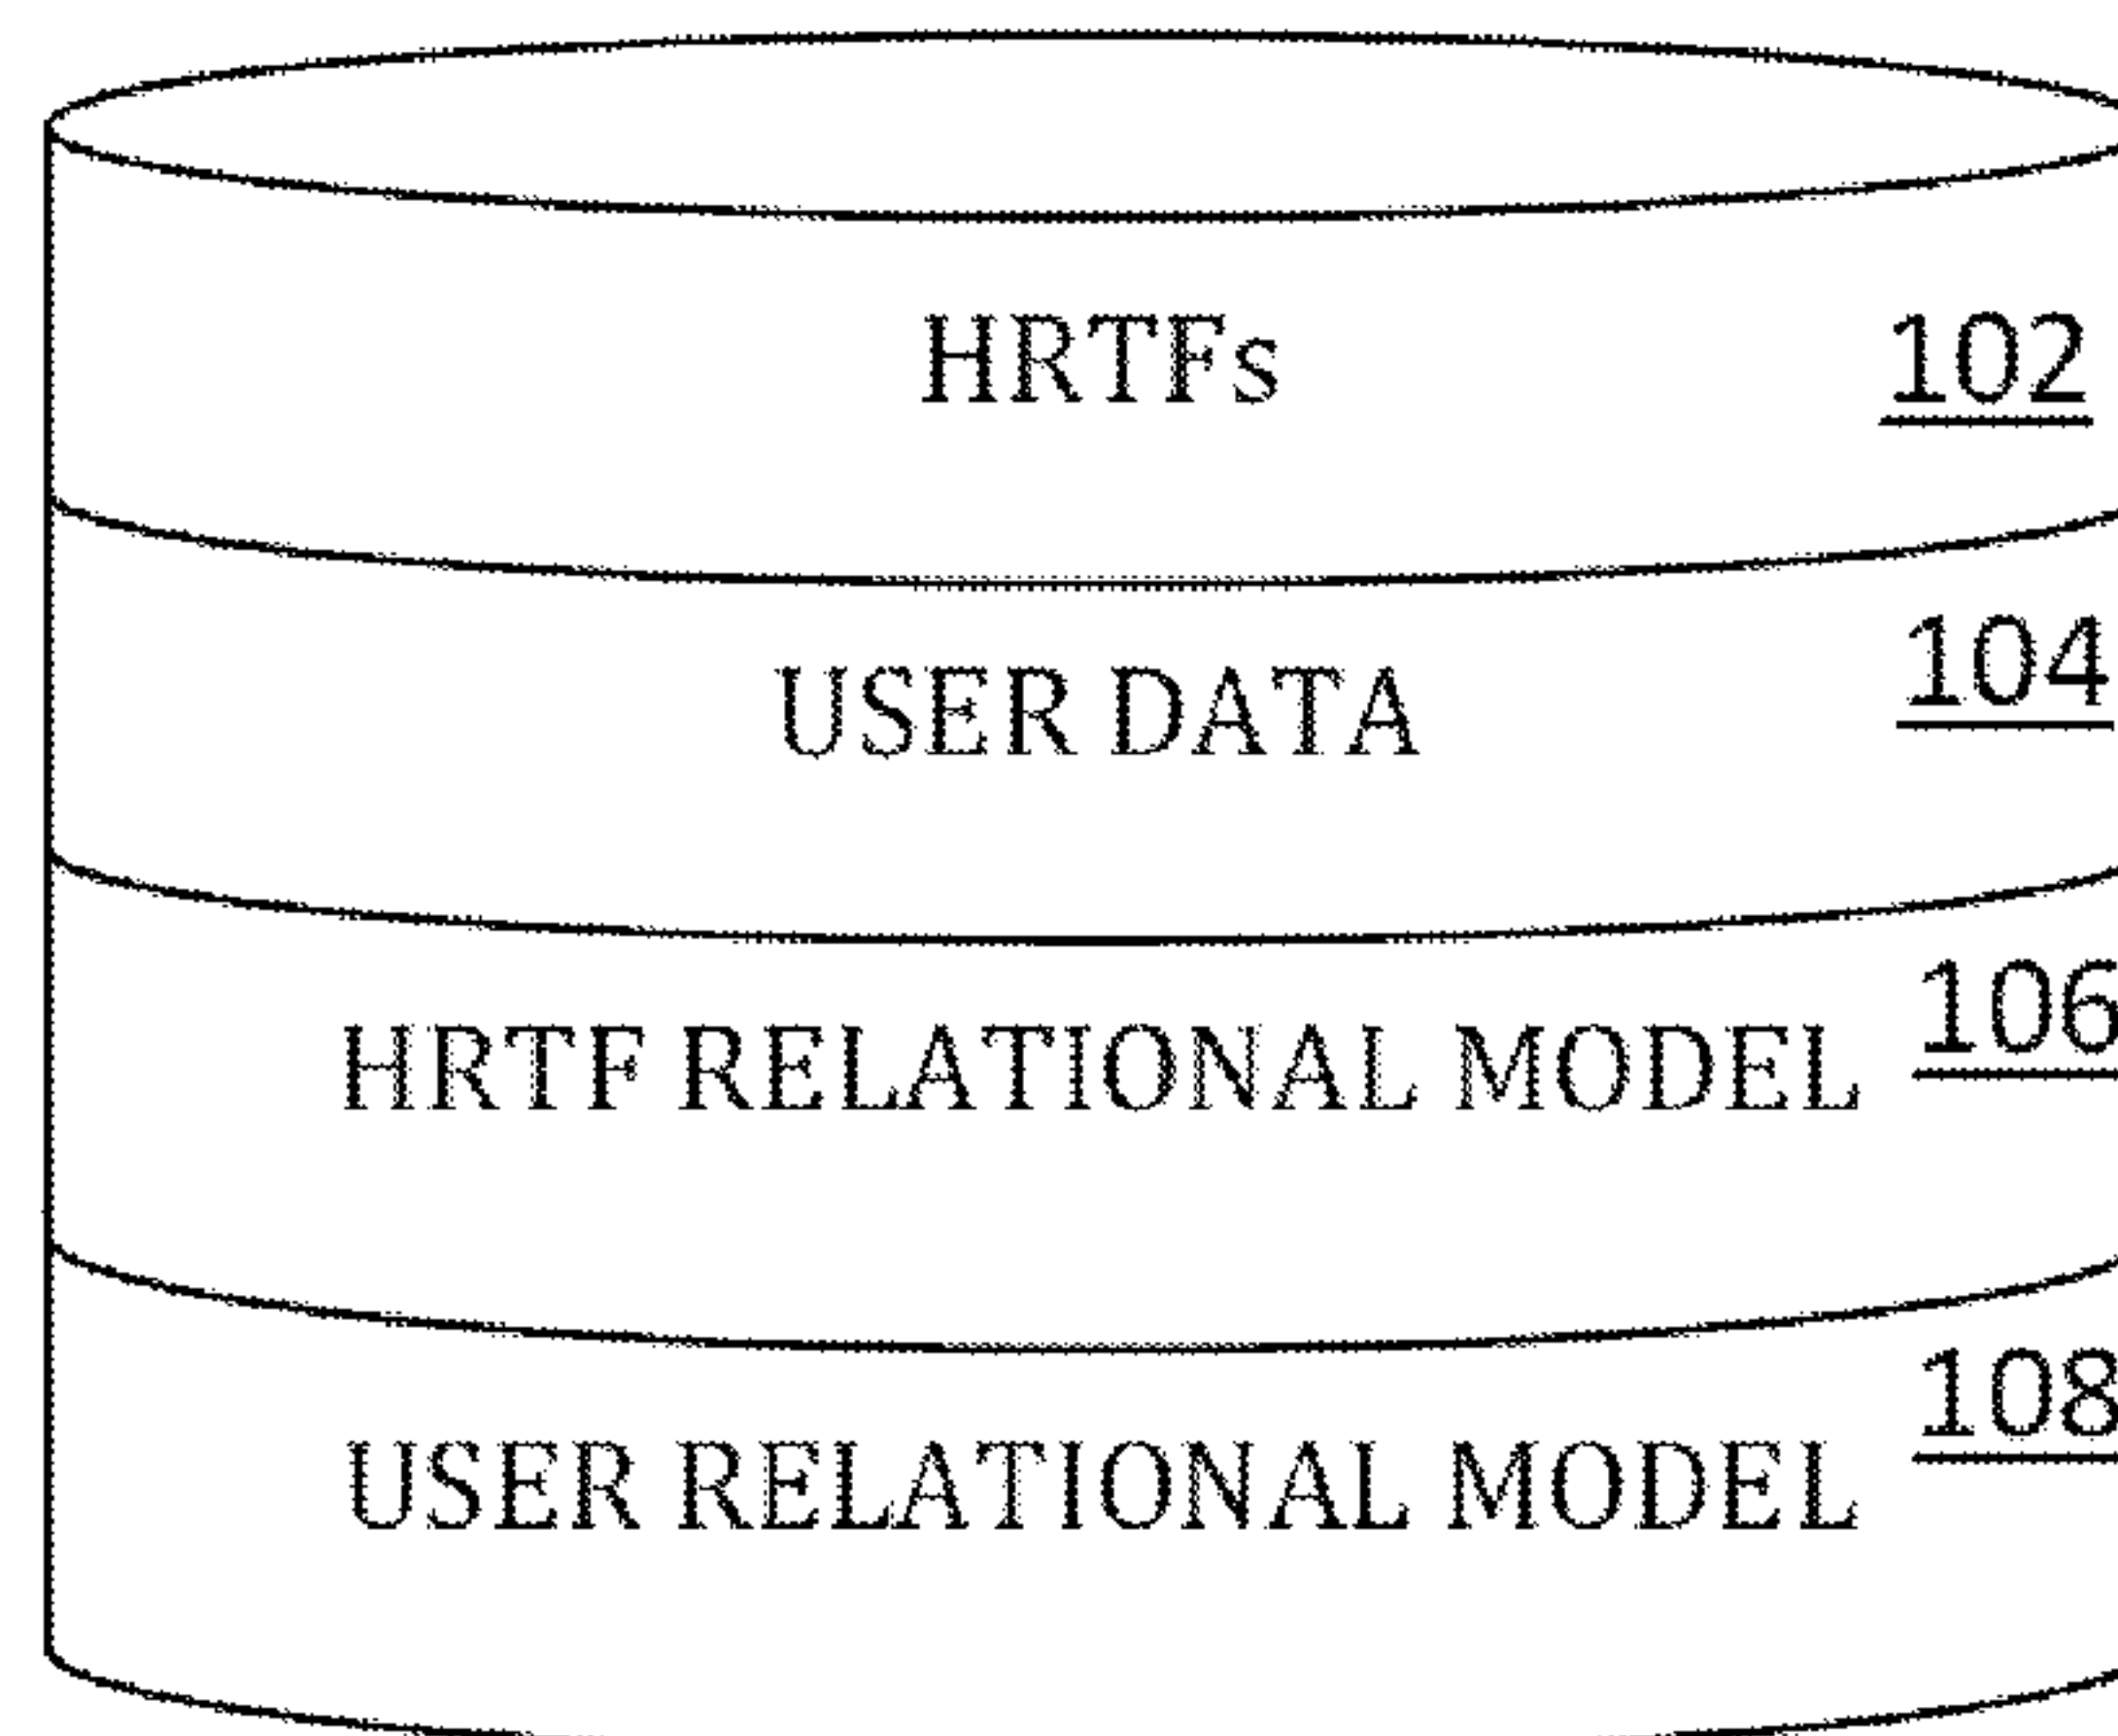 HRTFs 102
USER DATA 104
HRTF RELATIONAL MODEL 106
USER RELATIONAL MODEL 108